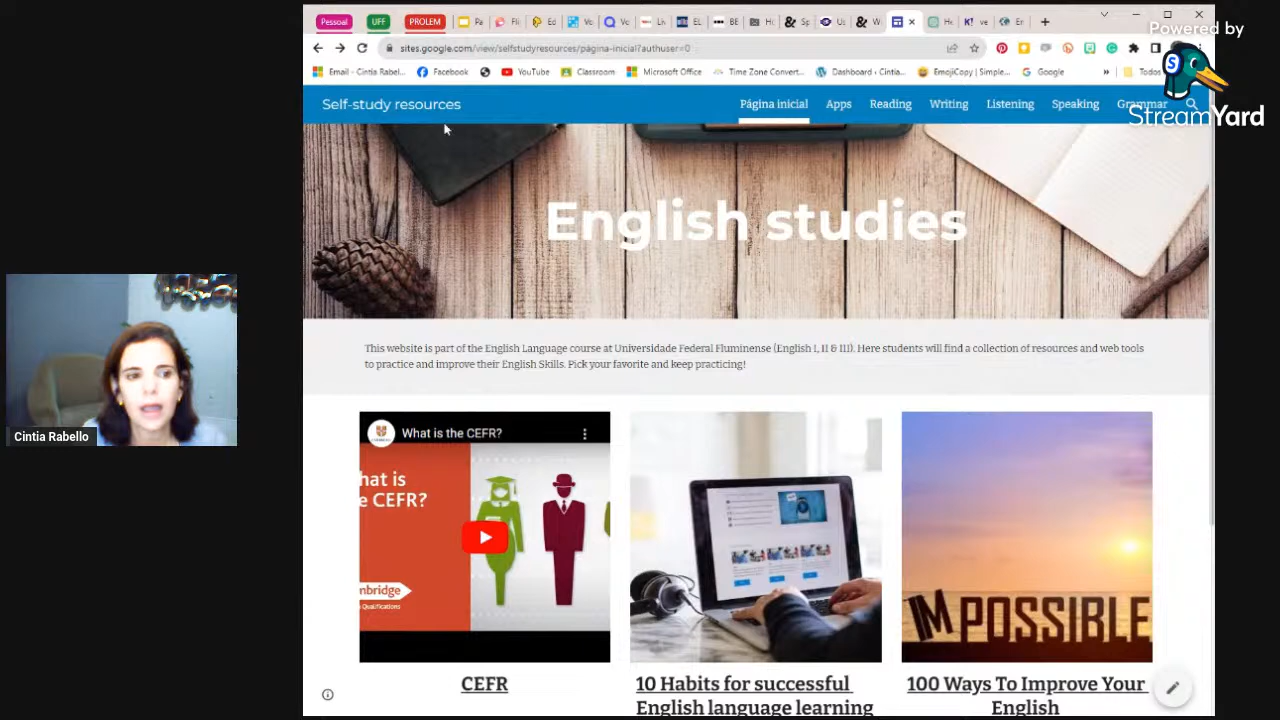 Powered by
StreamYard
Pessoal
UFF
PROLEM
sites.google.com/view/selfstudyresources/página-inicial?authuser=0
Email - Cintia Rabel...
Facebook
YouTube
Classroom
Microsoft Office
Time Zone Convert...
Dashboard ‹ Cintia...
EmojiCopy | Simple...
Google
»
Todos
Self-study resources
Página inicial
Apps
Reading
Writing
Listening
Speaking
Grammar
English studies
This website is part of the English Language course at Universidade Federal Fluminense (English I, II & III). Here students will find a collection of resources and web tools
to practice and improve their English Skills. Pick your favorite and keep practicing!
What is the CEFR?
hat is
e CEFR?
mbridge
Qualifications
IMPOSSIBLE
CEFR
10 Habits for successful
English language learning
100 Ways To Improve Your
English
Cintia Rabello